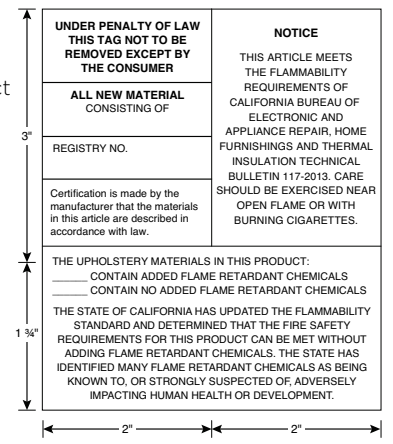 UNDER PENALTY OF LAW
THIS TAG NOT TO BE
REMOVED EXCEPT BY
THE CONSUMER
ALL NEW MATERIAL
CONSISTING OF
REGISTRY NO.
Certification is made by the
manufacturer that the materials
in this article are described in
accordance with law.
NOTICE
THIS ARTICLE MEETS
THE FLAMMABILITY
REQUIREMENTS OF
CALIFORNIA BUREAU OF
ELECTRONIC AND
APPLIANCE REPAIR, HOME
FURNISHINGS AND THERMAL
INSULATION TECHNICAL
BULLETIN 117-2013. CARE
SHOULD BE EXERCISED NEAR
OPEN FLAME OR WITH
BURNING CIGARETTES.
ct
3"
THE UPHOLSTERY MATERIALS IN THIS PRODUCT:
______ CONTAIN ADDED FLAME RETARDANT CHEMICALS
______ CONTAIN NO ADDED FLAME RETARDANT CHEMICALS
THE STATE OF CALIFORNIA HAS UPDATED THE FLAMMABILITY
STANDARD AND DETERMINED THAT THE FIRE SAFETY
REQUIREMENTS FOR THIS PRODUCT CAN BE MET WITHOUT
ADDING FLAME RETARDANT CHEMICALS. THE STATE HAS
IDENTIFIED MANY FLAME RETARDANT CHEMICALS AS BEING
KNOWN TO, OR STRONGLY SUSPECTED OF, ADVERSELY
IMPACTING HUMAN HEALTH OR DEVELOPMENT.
1 ¾"
2"
2"